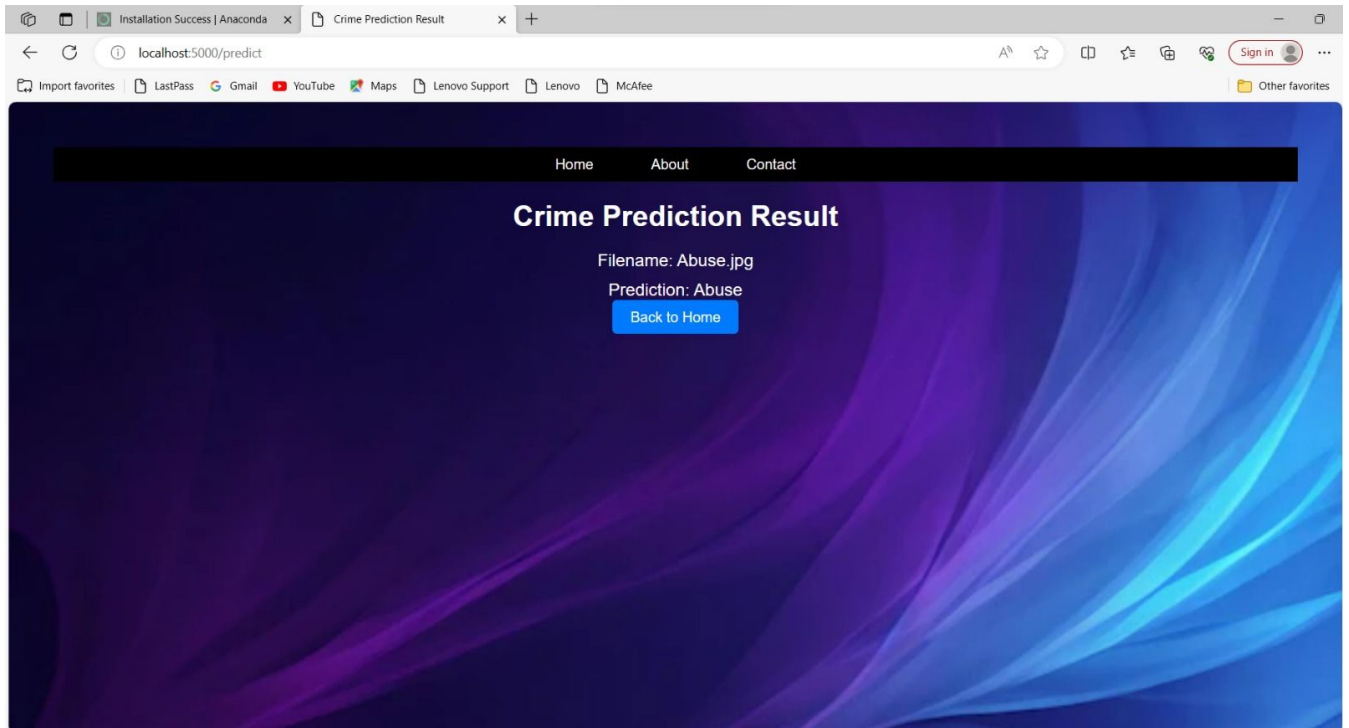 Installation Success | Anaconda
Crime Prediction Result
localhost:5000/predict
Sign in
Import favorites LastPass Gmail YouTube Maps Lenovo Support Lenovo McAfee Other favorites
Home About Contact
Crime Prediction Result
Filename: Abuse.jpg
Prediction: Abuse
Back to Home